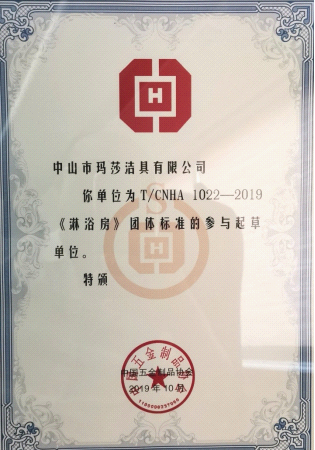 H
中山市玛莎洁具有限公司
你单位为T/CNHA 1022—2019
《淋浴房》团体标准的参与起草
单位。
特颁
中国五金制品协会
2019年10月